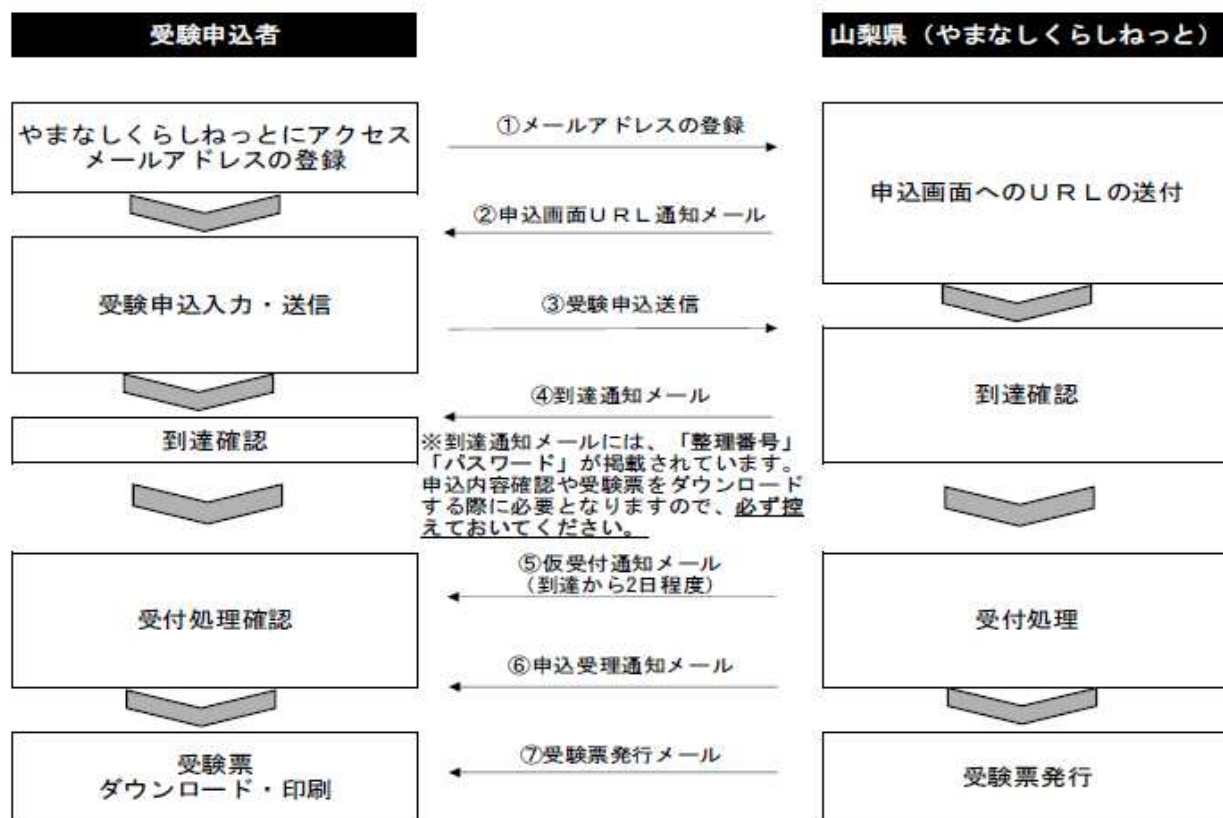 受験申込者
山梨県（やまなしくらしねっと）
やまなしくらしねっとにアクセス
メールアドレスの登録
①メールアドレスの登録
申込画面へのＵＲＬの送付
②申込画面ＵＲＬ通知メール
受験申込入力・送信
③受験申込送信
到達確認
④到達通知メール
到達確認
※到達通知メールには、「整理番号」
「パスワード」が掲載されています。
申込内容確認や受験票をダウンロード
する際に必要となりますので、必ず控
えておいてください。
⑤仮受付通知メール
（到達から2日程度）
受付処理確認
受付処理
⑥申込受理通知メール
受験票
ダウンロード・印刷
⑦受験票発行メール
受験票発行